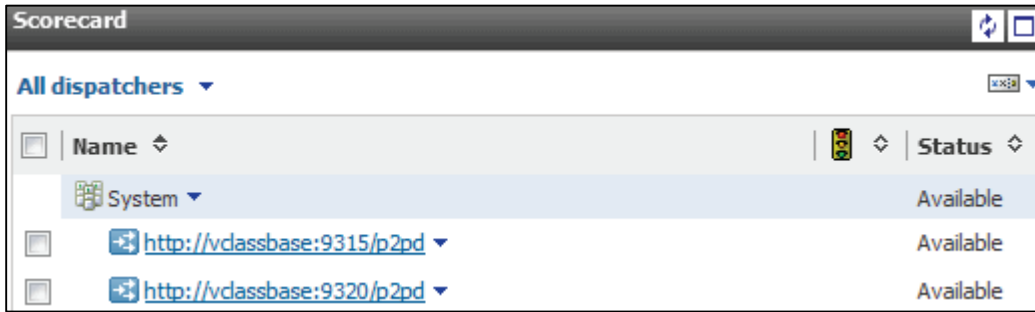 Scorecard
All dispatchers
Name Status
System Available
http://vclassbase:9315/p2pd Available
http://vclassbase:9320/p2pd Available